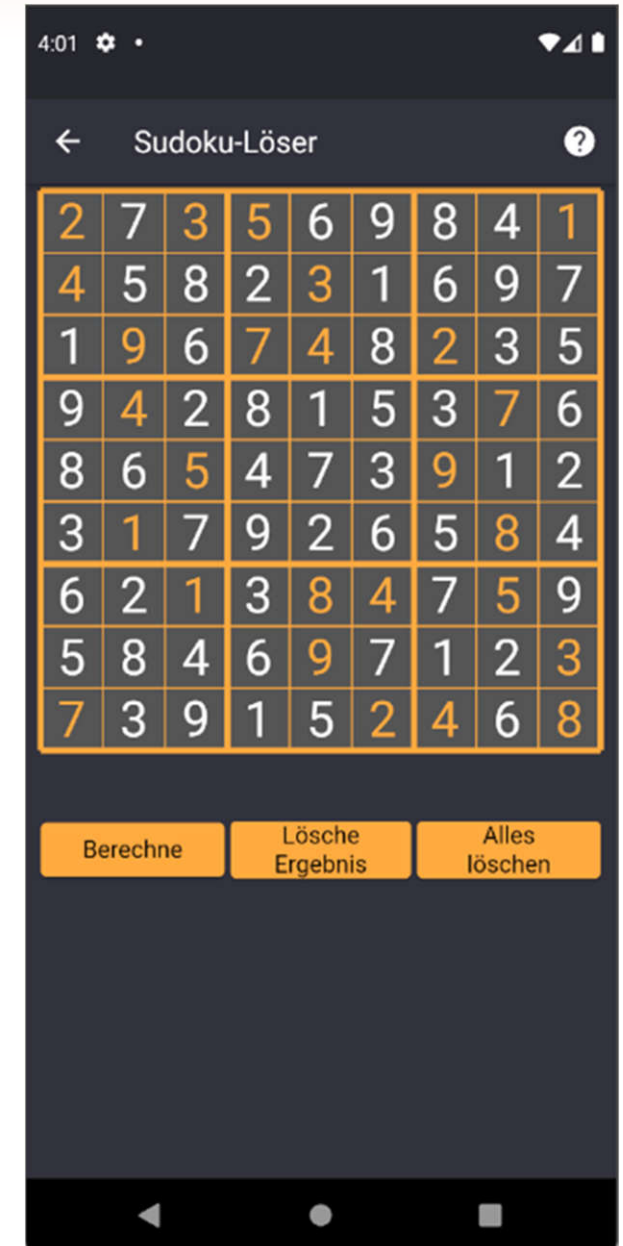 4:01
Sudoku-Löser
2 7 3 5 6 9 8 4 1
4 5 8 2 3 1 6 9 7
1 9 6 7 4 8 2 3 5
9 4 2 8 1 5 3 7 6
8 6 5 4 7 3 9 1 2
3 1 7 9 2 6 5 8 4
6 2 1 3 8 4 7 5 9
5 8 4 6 9 7 1 2 3
7 3 9 1 5 2 4 6 8
Berechne
Lösche
Ergebnis
Alles
löschen